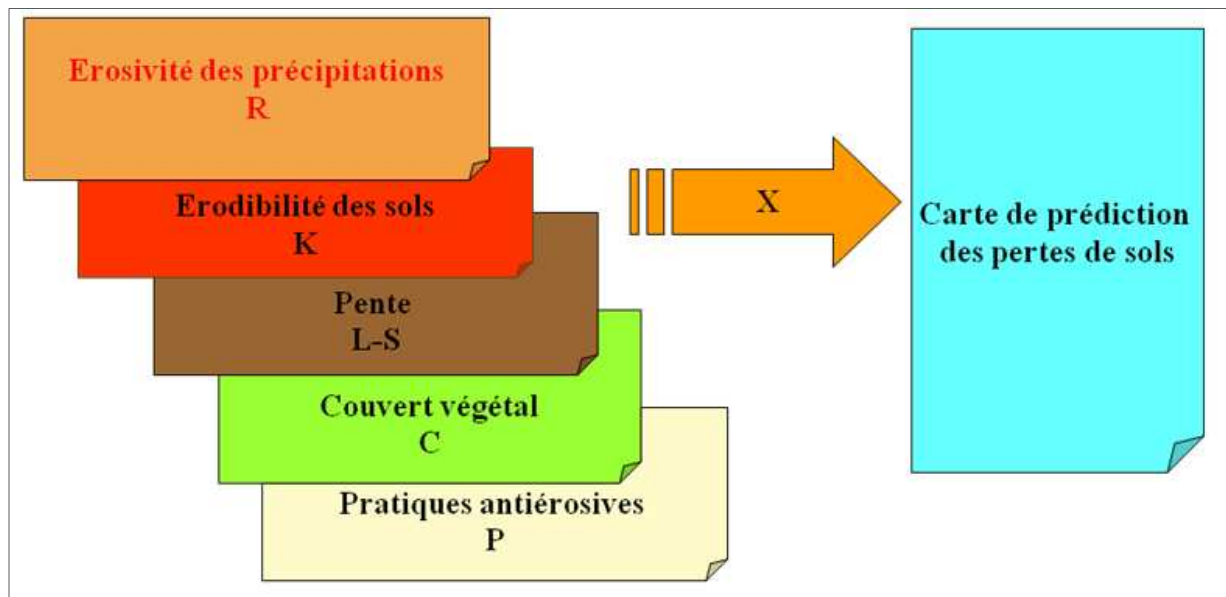 Erosivité des précipitations
R
Erodibilité des sols
K
Pente
L-S
Couvert végétal
C
Pratiques antiérosives
P
X
Carte de prédiction
des pertes de sols